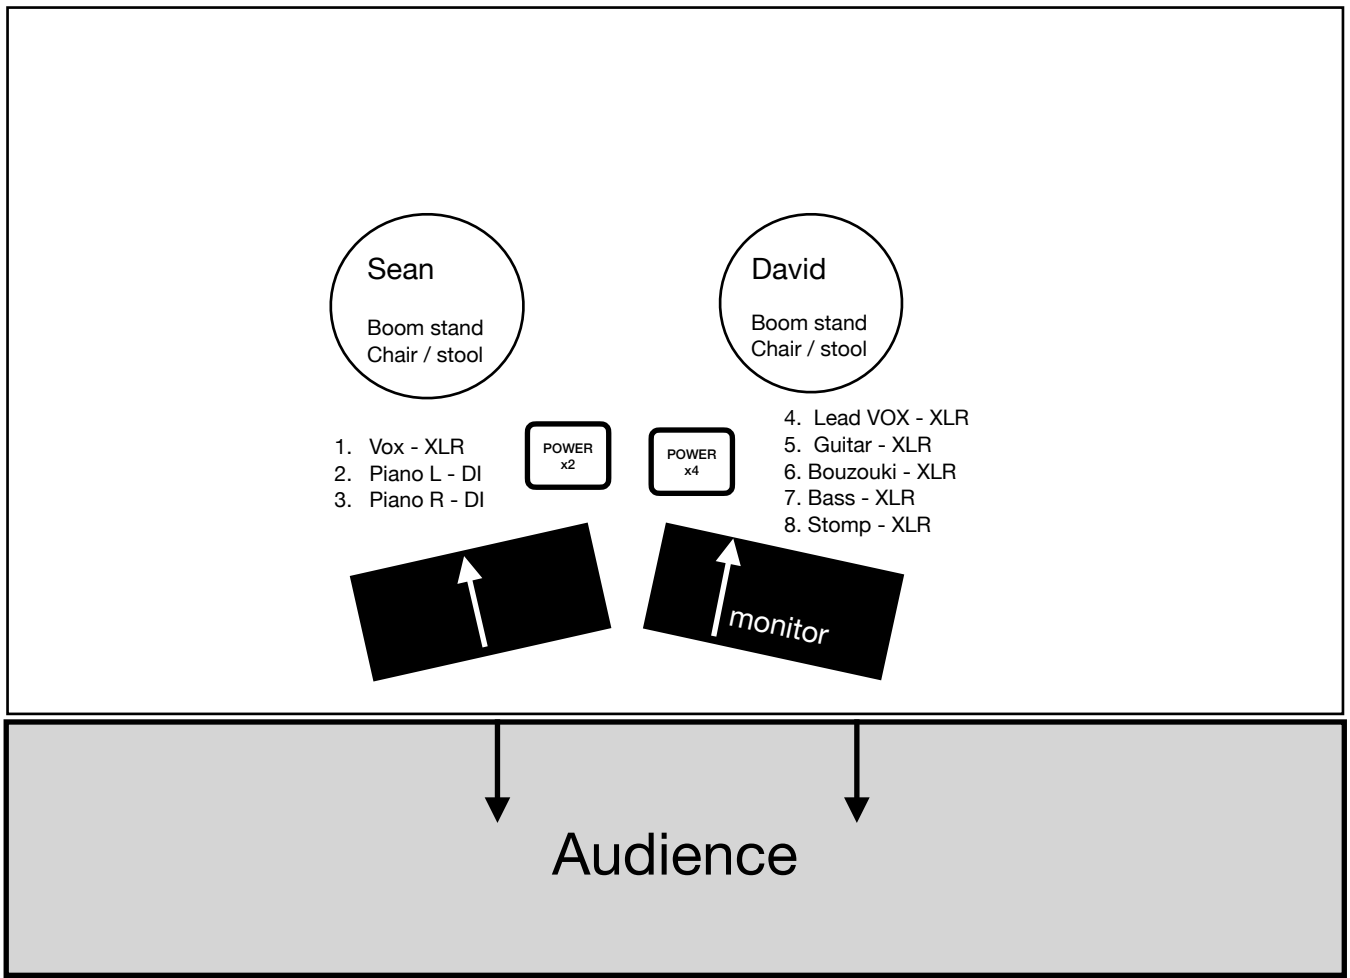 Sean
Boom stand
Chair / stool
David
Boom stand
Chair / stool
1. Vox - XLR
2. Piano L - DI
3. Piano R - DI
POWER
x2
POWER
x4
4. Lead VOX - XLR
5. Guitar - XLR
6. Bouzouki - XLR
7. Bass - XLR
8. Stomp - XLR
monitor
Audience